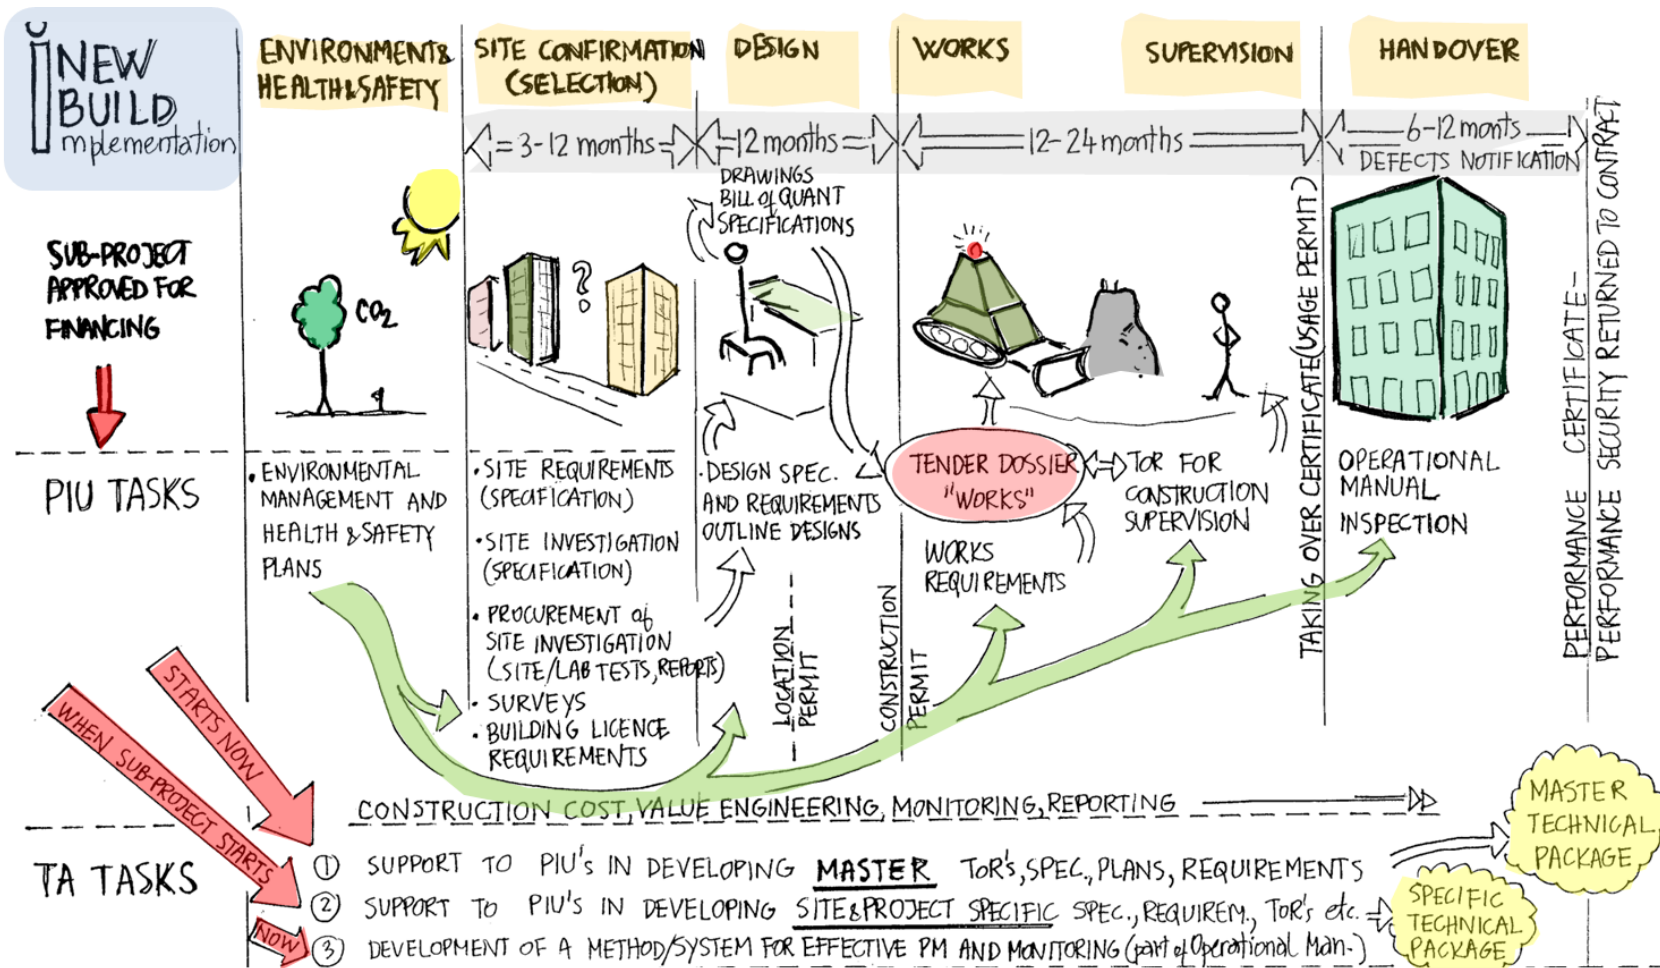 NEW
BUILD
Implementation
ENVIRONMENT&
HEALTH&SAFETY
SITE CONFIRMATION
(SELECTION)
DESIGN
WORKS
SUPERVISION
HANDOVER
=3-12 months=
12 months
12-24 months
6-12 monts
DEFECTS NOTIFICATION
SUB-PROJECT
APPROVED FOR
FINANCING
CO2
?
DRAWINGS
BILL of QUANT
SPECIFICATIONS
TAKING OVER CERTIFICATE (USAGE PERMIT)
PERFORMANCE CERTIFICATE-
PERFORMANCE SECURITY RETURNED TO CONTRACT
PIU TASKS
• ENVIRONMENTAL
MANAGEMENT AND
HEALTH & SAFETY
PLANS
• SITE REQUIREMENTS
(SPECIFICATION)
• SITE INVESTIGATION
(SPECIFICATION)
• PROCUREMENT of
SITE INVESTIGATION
(SITE/LAB TESTS, REPORTS)
• SURVEYS
• BUILDING LICENCE
REQUIREMENTS
• DESIGN SPEC.
AND REQUIREMENTS
OUTLINE DESIGNS
LOCATION
PERMIT
CONSTRUCTION
PERMIT
TENDER DOSSIER
"WORKS"
WORKS
REQUIREMENTS
TOR FOR
CONSTRUCTION
SUPERVISION
OPERATIONAL
MANUAL
INSPECTION
STARTS NOW
WHEN SUB-PROJECT STARTS
NOW
CONSTRUCTION COST, VALUE ENGINEERING, MONITORING, REPORTING
TA TASKS
① SUPPORT TO PIU's IN DEVELOPING MASTER TOR's, SPEC., PLANS, REQUIREMENTS
② SUPPORT TO PIU's IN DEVELOPING SITE&PROJECT SPECIFIC SPEC., REQUIREM., TOR's etc.
③ DEVELOPMENT OF A METHOD/SYSTEM FOR EFFECTIVE PM AND MONITORING (part of Operational Man.)
MASTER
TECHNICAL
PACKAGE
SPECIFIC
TECHNICAL
PACKAGE